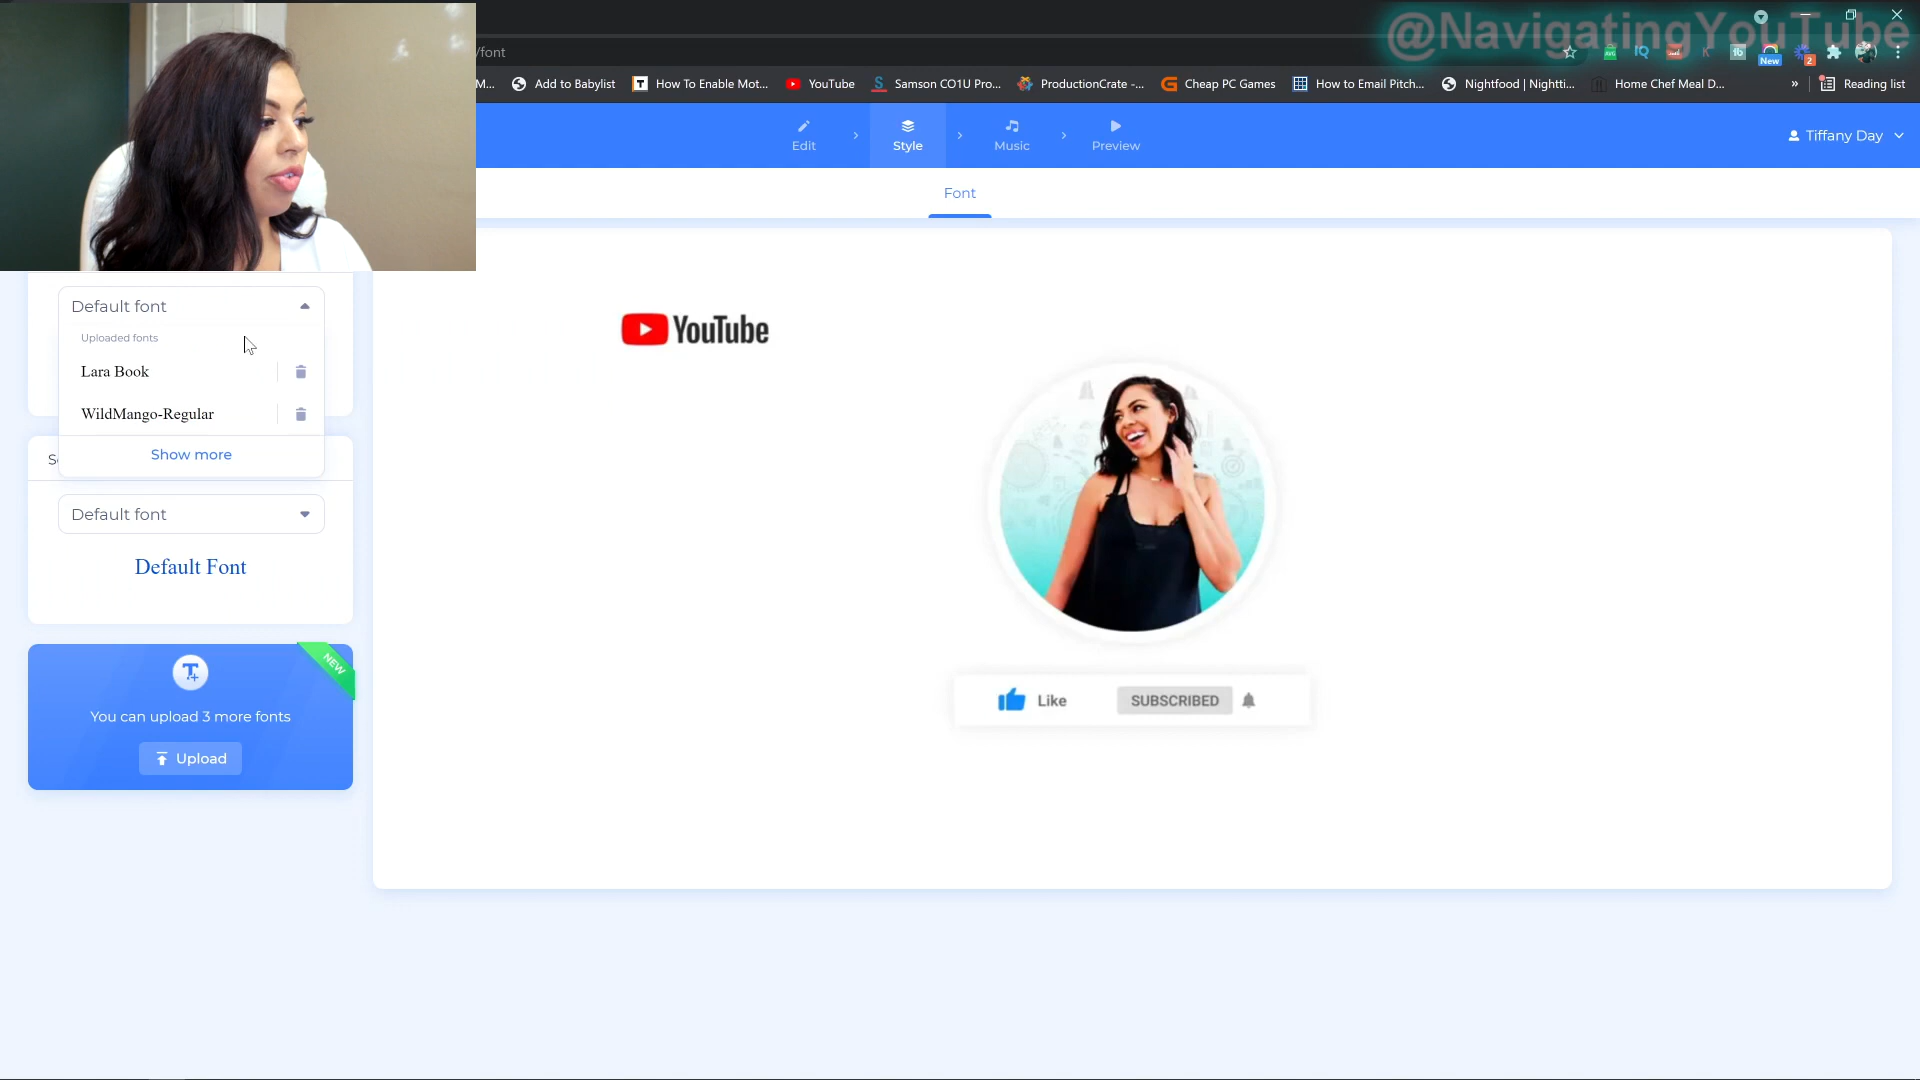 @NavigatingYouTube
/font
New
2
M...
Add to Babylist
How To Enable Mot...
YouTube
Samson CO1U Pro...
ProductionCrate -...
Cheap PC Games
How to Email Pitch...
Nightfood | Nightti...
Home Chef Meal D...
»
Reading list
Edit
Style
Music
Preview
Tiffany Day
Font
Default font
Uploaded fonts
Lara Book
WildMango-Regular
Show more
Default font
Default Font
NEW
You can upload 3 more fonts
Upload
YouTube
Like
SUBSCRIBED